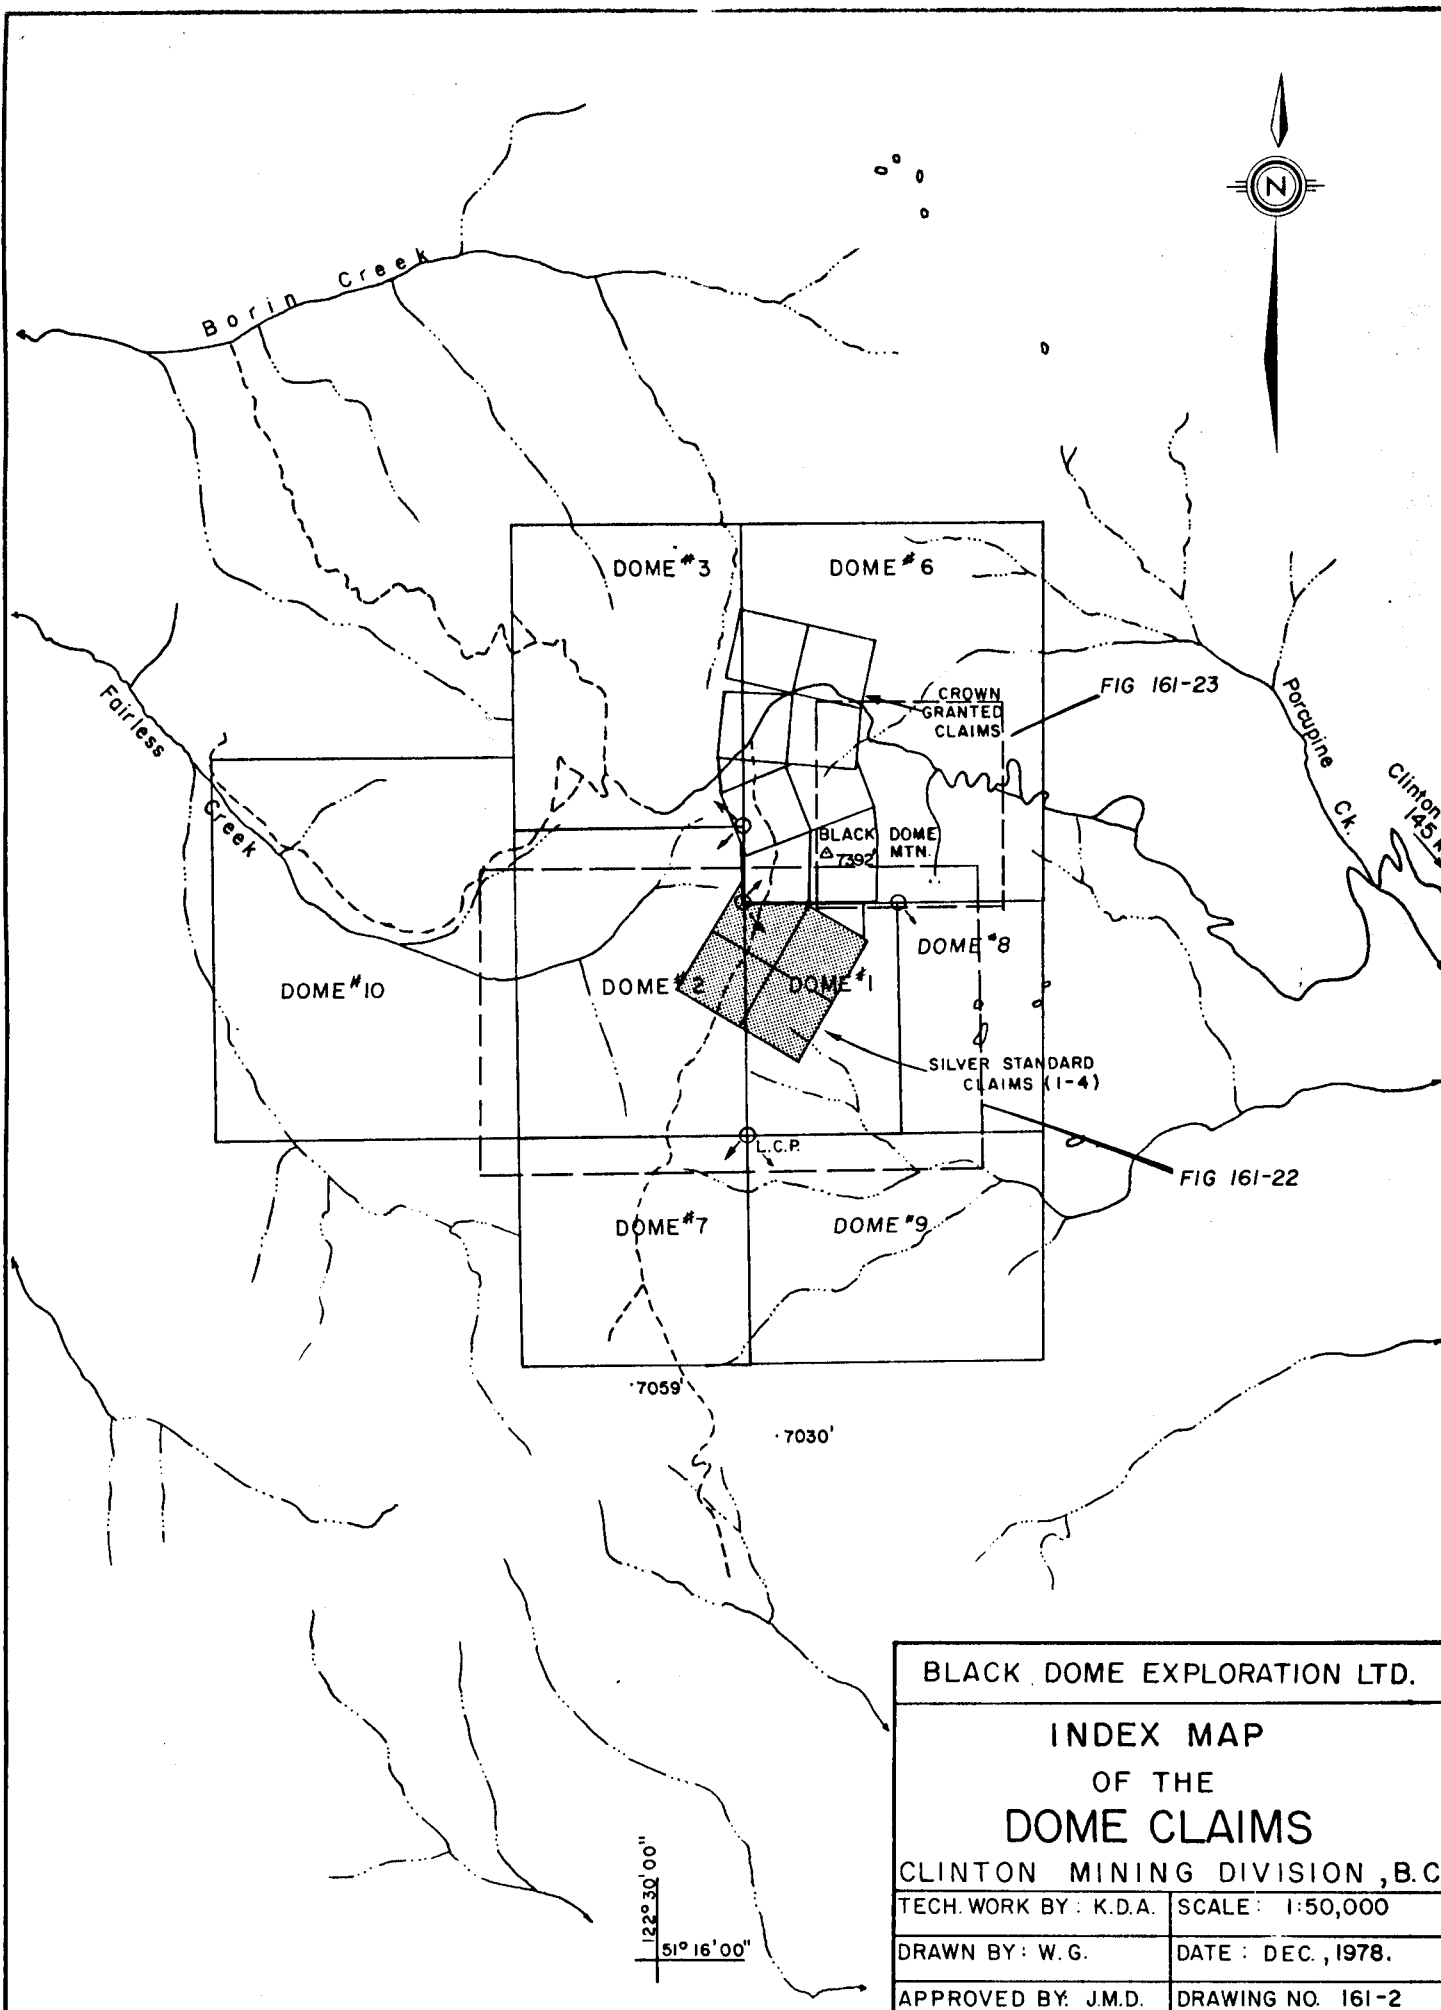 N
Borin Creek
DOME #3
DOME #6
CROWN
GRANTED
CLAIMS
FIG 161-23
Porcupine
Ck.
Clinton
Fairless
Creek
BLACK DOME
7392' MTN.
DOME #8
DOME #10
DOME #2
DOME #1
SILVER STANDARD
CLAIMS (1-4)
L.C.P.
FIG 161-22
DOME #7
DOME #9
7059'
7030'
122° 30' 00"
51° 16' 00"
BLACK DOME EXPLORATION LTD.
INDEX MAP
OF THE
DOME CLAIMS
CLINTON MINING DIVISION, B.C
TECH. WORK BY: K.D.A.
SCALE: 1:50,000
DRAWN BY: W.G.
DATE: DEC., 1978.
APPROVED BY: J.M.D.
DRAWING NO. 161-2